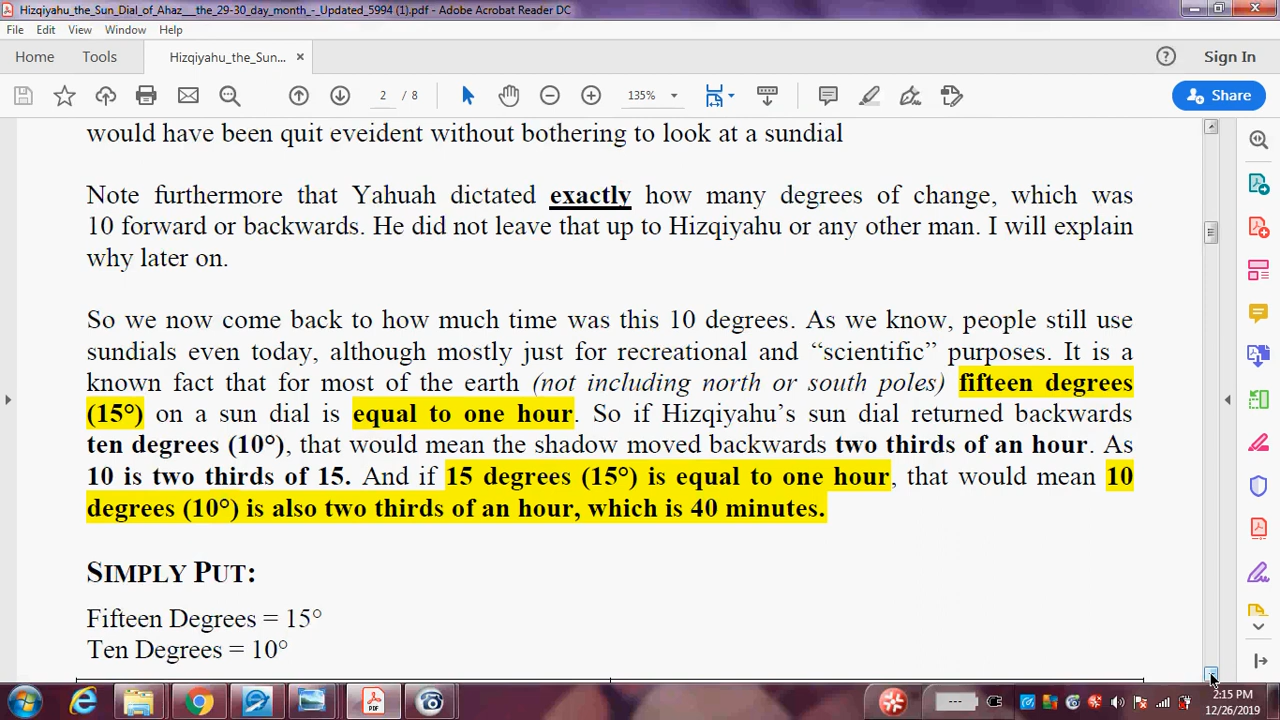 Hizqiyahu_the_Sun_Dial_of_Ahaz___the_29-30_day_month_-_Updated_5994 (1).pdf - Adobe Acrobat Reader DC
File Edit View Window Help
Home Tools Hizqiyahu_the_Sun... × Sign In
2 / 8 135% Share
would have been quit eveident without bothering to look at a sundial
Note furthermore that Yahuah dictated exactly how many degrees of change, which was
10 forward or backwards. He did not leave that up to Hizqiyahu or any other man. I will explain
why later on.
So we now come back to how much time was this 10 degrees. As we know, people still use
sundials even today, although mostly just for recreational and “scientific” purposes. It is a
known fact that for most of the earth (not including north or south poles) fifteen degrees
(15°) on a sun dial is equal to one hour. So if Hizqiyahu’s sun dial returned backwards
ten degrees (10°), that would mean the shadow moved backwards two thirds of an hour. As
10 is two thirds of 15. And if 15 degrees (15°) is equal to one hour, that would mean 10
degrees (10°) is also two thirds of an hour, which is 40 minutes.
SIMPLY PUT:
Fifteen Degrees = 15°
Ten Degrees = 10°
2:15 PM
12/26/2019